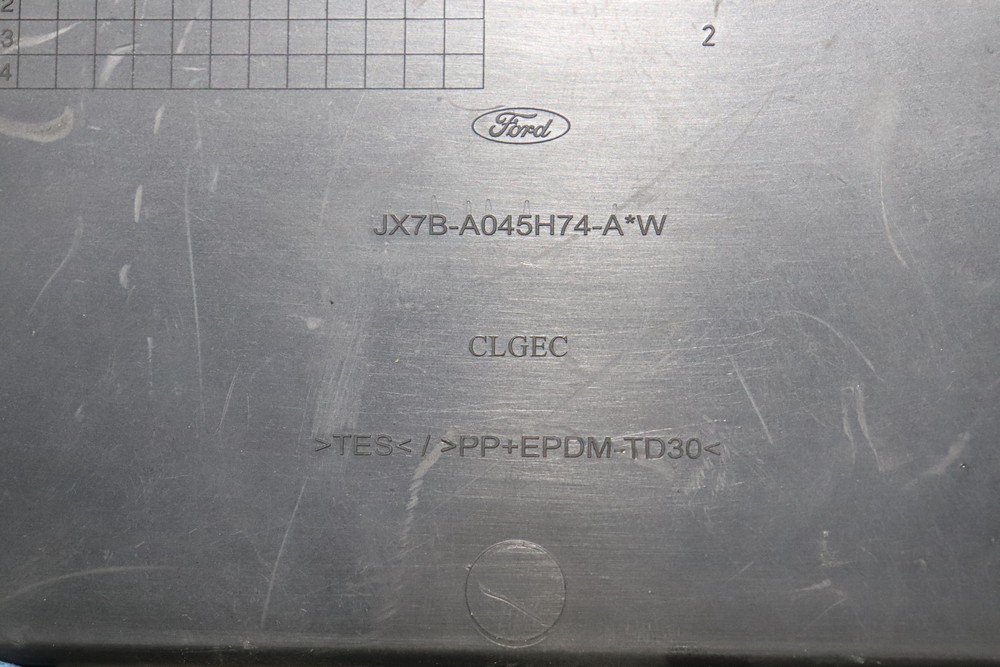 2
3
4
2
Ford
JX7B-A045H74-A*W
CLGEC
>TES< / >PP+EPDM-TD30<